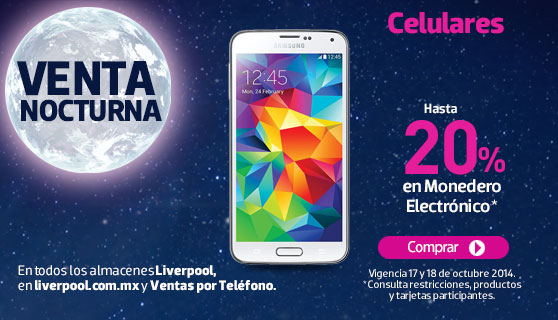 VENTA
NOCTURNA
Celulares
SAMSUNG
12:45
12:45
Mon, 24 February
Hasta
20%
en Monedero
Electrónico*
Comprar
En todos los almacenes Liverpool,
en liverpool.com.mx y Ventas por Teléfono.
Vigencia 17 y 18 de octubre 2014.
*Consulta restricciones, productos
y tarjetas participantes.